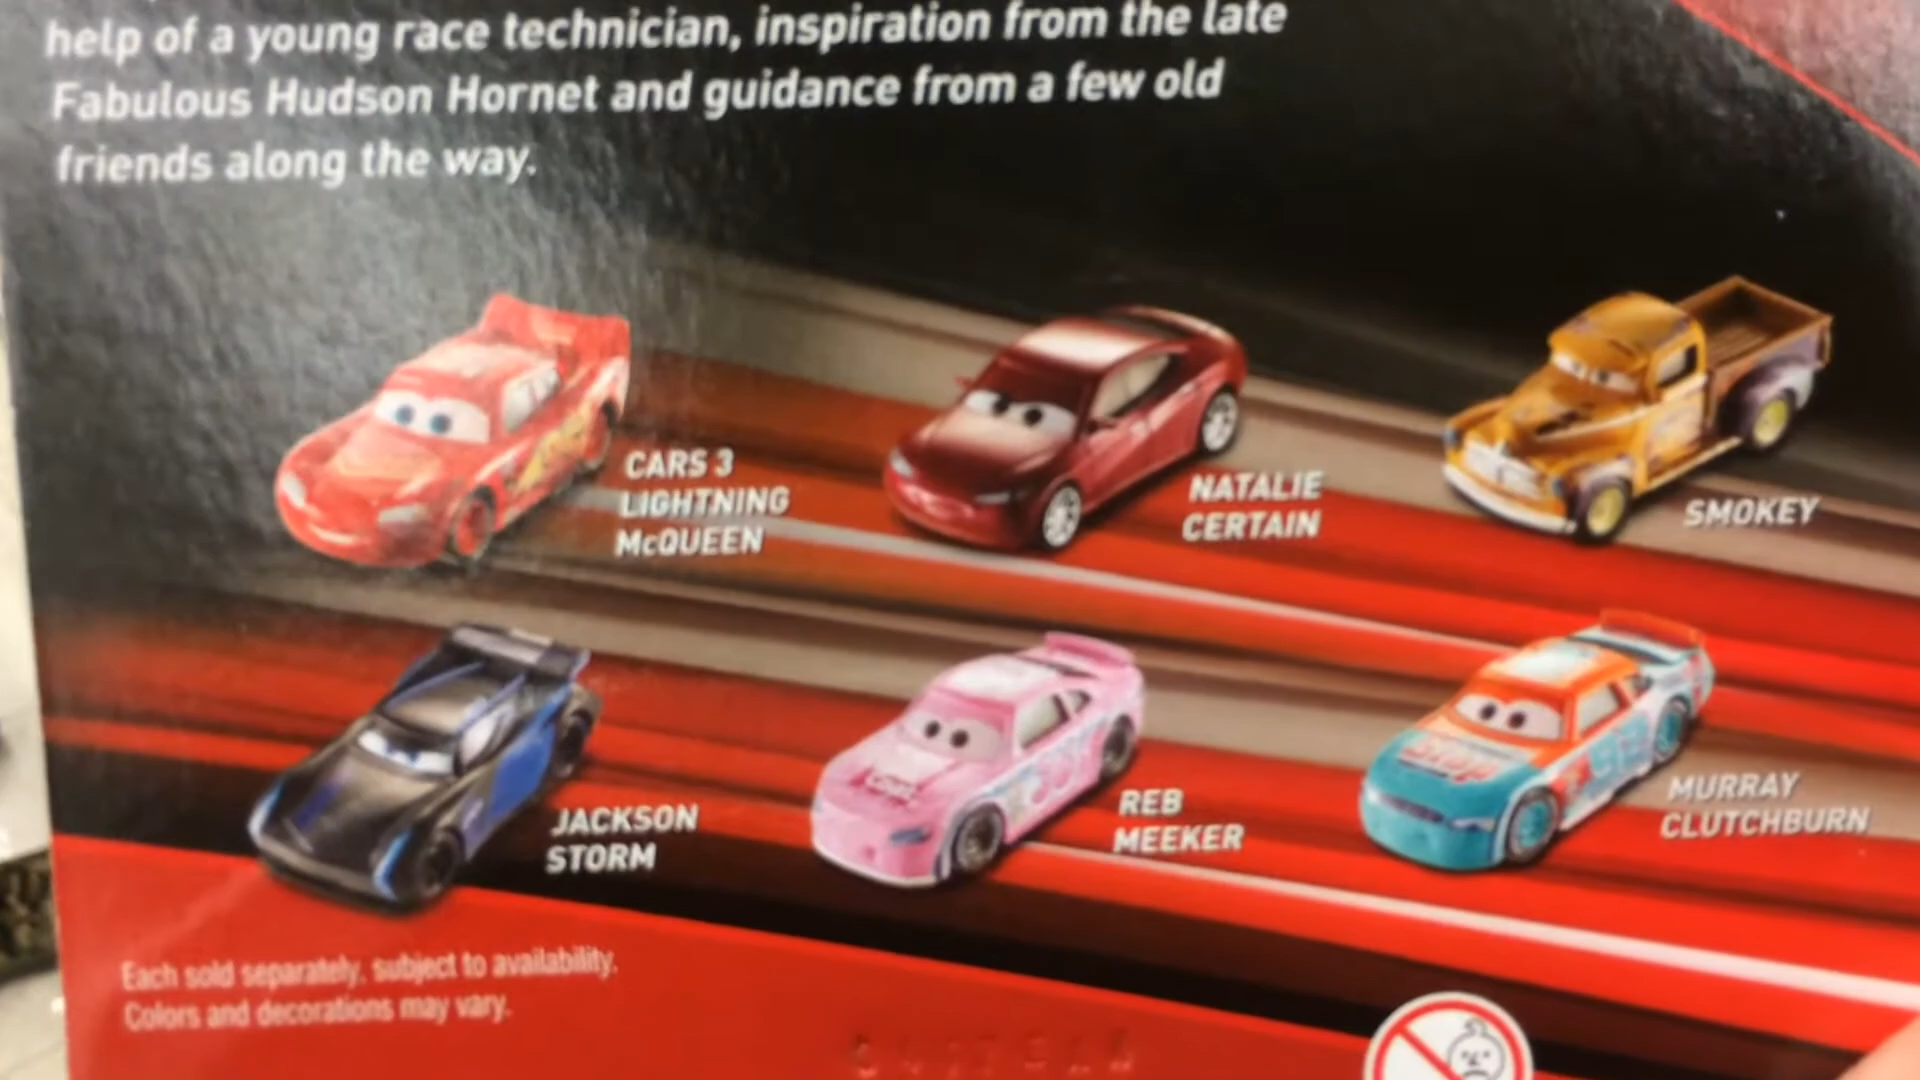 help of a young race technician, inspiration from the late
Fabulous Hudson Hornet and guidance from a few old
friends along the way.
CARS 3
LIGHTNING
McQUEEN
NATALIE
CERTAIN
SMOKEY
JACKSON
STORM
REB
MEEKER
MURRAY
CLUTCHBURN
Each sold separately, subject to availability.
Colors and decorations may vary.